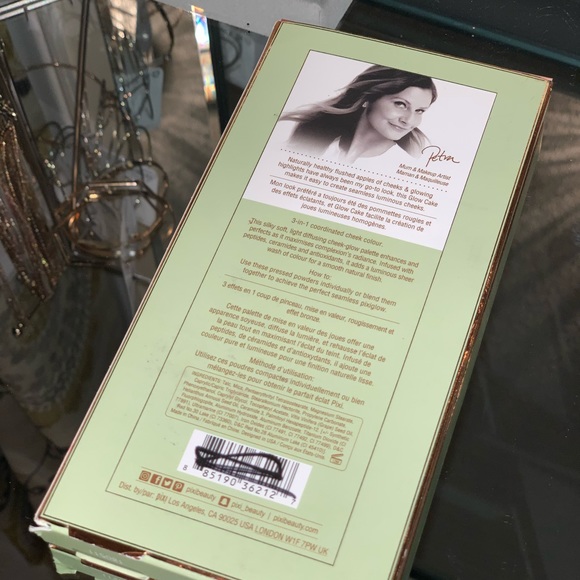 Petra
Mum & Makeup Artist
Maman & Maquilleuse
Naturally healthy flushed apples of cheeks & glowing
highlights have always been my go-to look, this Glow Cake
makes it easy to create seamless luminous cheeks.
Mon look préféré a toujours été des pommettes rougies et
des effets éclatants, et Glow Cake facilite la création de
joues lumineuses homogènes.
3-in-1 coordinated cheek colour.
This silky soft, light diffusing cheek-glow palette enhances and
perfects as it maximises complexion's radiance. Infused with
peptides, ceramides and antioxidants, it adds a luminous sheer
wash of colour for a smooth natural finish.
How to:
Use these pressed powders individually or blend them
together to achieve the perfect seamless pixiglow.
3 effets en 1 coup de pinceau, mise en valeur, rougissement et
effet bronze.
Cette palette de mise en valeur des joues offre une
apparence soyeuse, diffuse la lumière, et rehausse l'éclat de
la peau tout en maximisant l'éclat du teint. Infusé de
peptides, de céramides et d'antioxydants, il ajoute une
couleur pure et lumineuse pour une finition naturelle lisse.
Méthode d'utilisation:
Utilisez ces poudres compactes individuellement ou bien
mélangez-les pour obtenir le parfait éclat Pixi.
8 85190 36212
pixibeauty pixi_beauty | pixibeauty.com
Dist. by/par: pixi Los Angeles, CA 90025 USA LONDON W1F 7PW UK